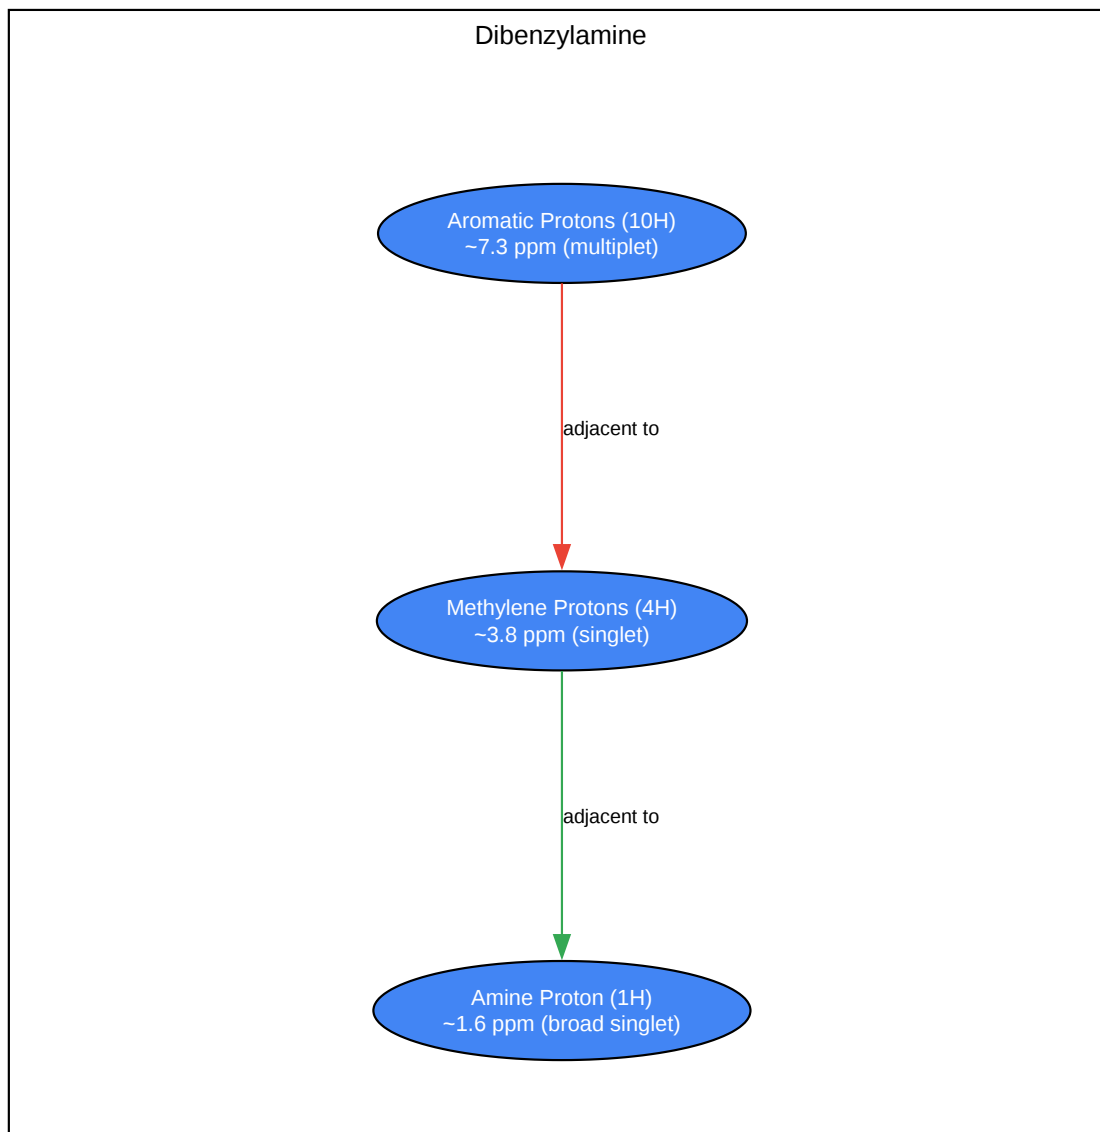 Dibenzylamine
Aromatic Protons (10H)
~7.3 ppm (multiplet)
adjacent to
Methylene Protons (4H)
~3.8 ppm (singlet)
adjacent to
Amine Proton (1H)
~1.6 ppm (broad singlet)